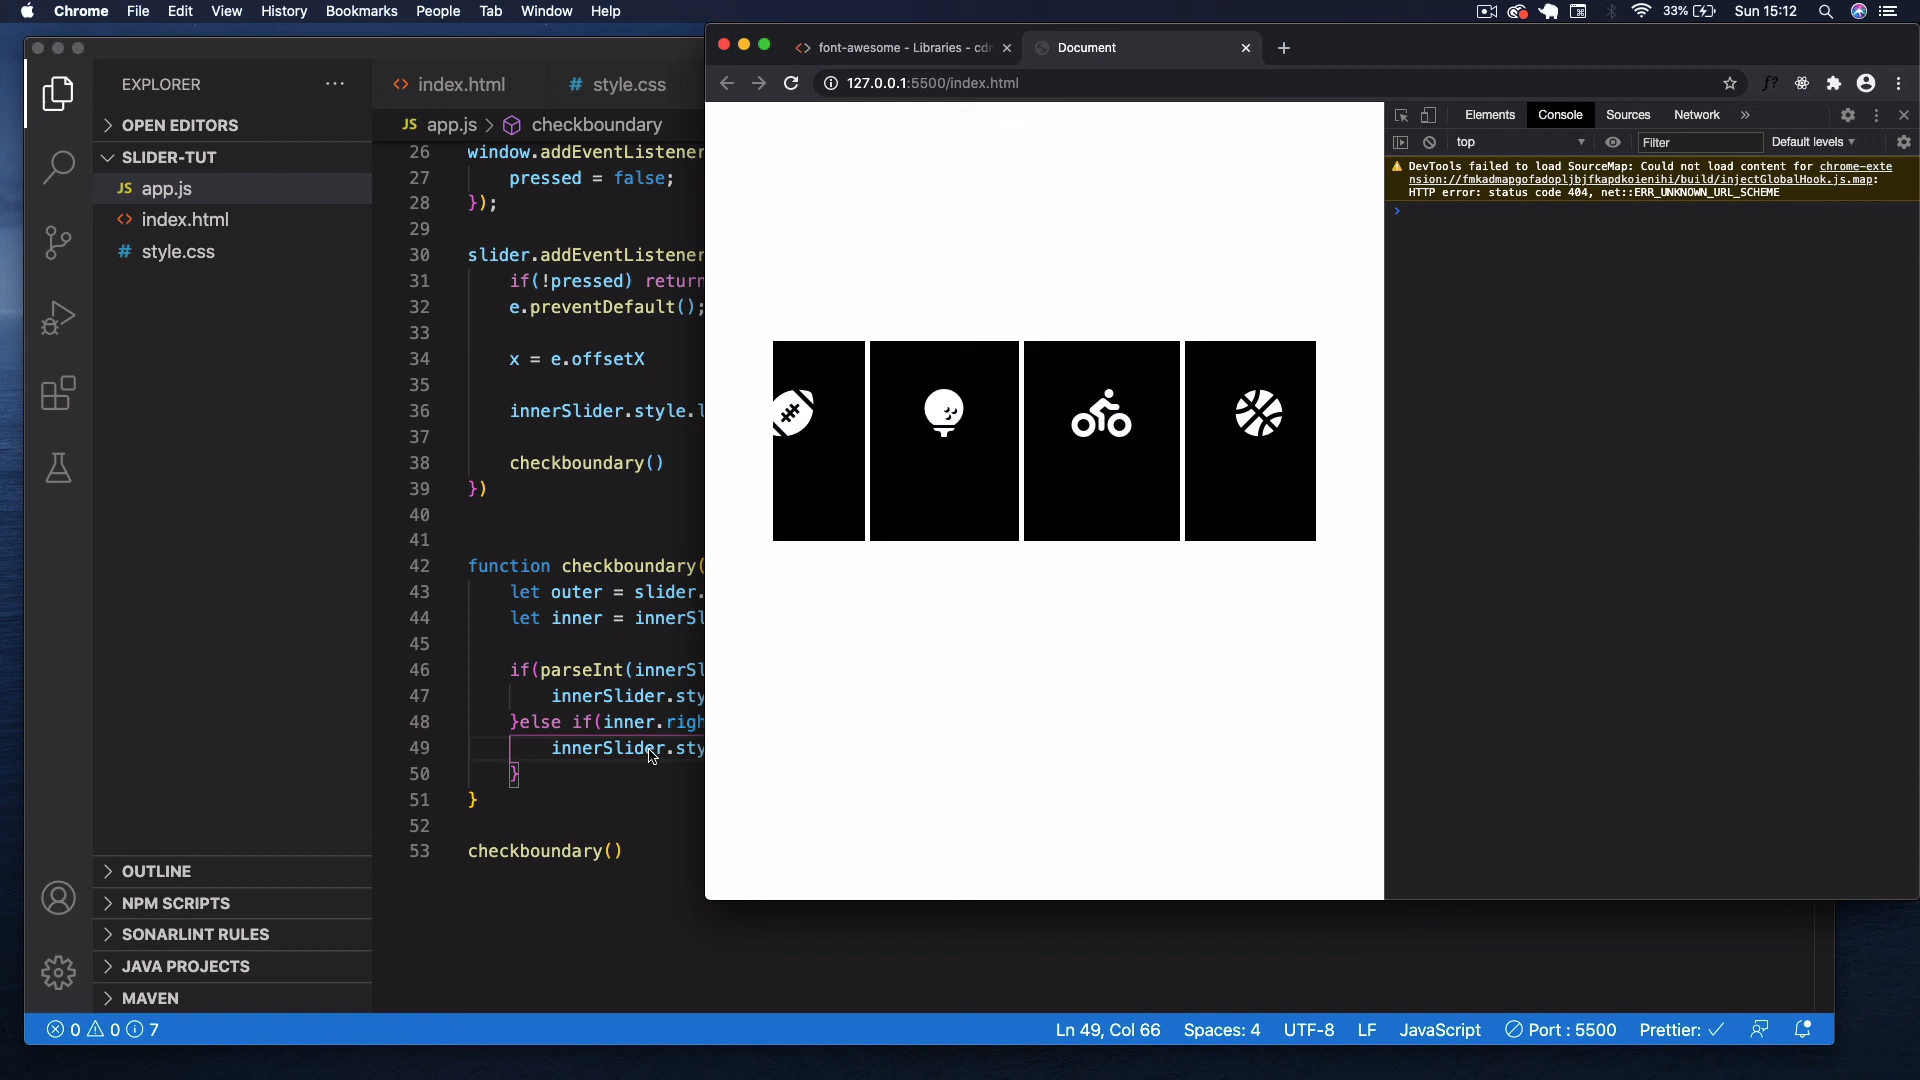 Chrome File Edit View History Bookmarks People Tab Window Help
33% Sun 15:12
EXPLORER
OPEN EDITORS
SLIDER-TUT
JS app.js
<> index.html
# style.css
OUTLINE
NPM SCRIPTS
SONARLINT RULES
JAVA PROJECTS
MAVEN
<> index.html # style.css
JS app.js > checkboundary
26 window.addEventListener
27 pressed = false;
28 });
29
30 slider.addEventListener
31 if(!pressed) return
32 e.preventDefault();
33
34 x = e.offsetX
35
36 innerSlider.style.l
37
38 checkboundary()
39 })
40
41
42 function checkboundary(
43 let outer = slider.
44 let inner = innerSl
45
46 if(parseInt(innerSl
47 innerSlider.sty
48 }else if(inner.righ
49 innerSlider.sty
50 }
51 }
52
53 checkboundary()
<> font-awesome - Libraries - cdn
Document
127.0.0.1:5500/index.html
Elements Console Sources Network »
top Filter Default levels
DevTools failed to load SourceMap: Could not load content for chrome-exte
nsion://fmkadmapgofadopljbjfkapdkoienihi/build/injectGlobalHook.js.map:
HTTP error: status code 404, net::ERR_UNKNOWN_URL_SCHEME
0 0 7
Ln 49, Col 66 Spaces: 4 UTF-8 LF JavaScript Port : 5500 Prettier: ✓